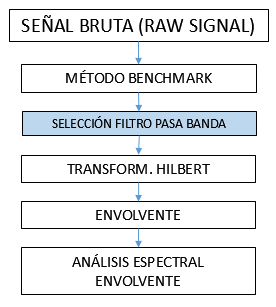 SEÑAL BRUTA (RAW SIGNAL)
MÉTODO BENCHMARK
SELECCIÓN FILTRO PASA BANDA
TRANSFORM. HILBERT
ENVOLVENTE
ANÁLISIS ESPECTRAL
ENVOLVENTE